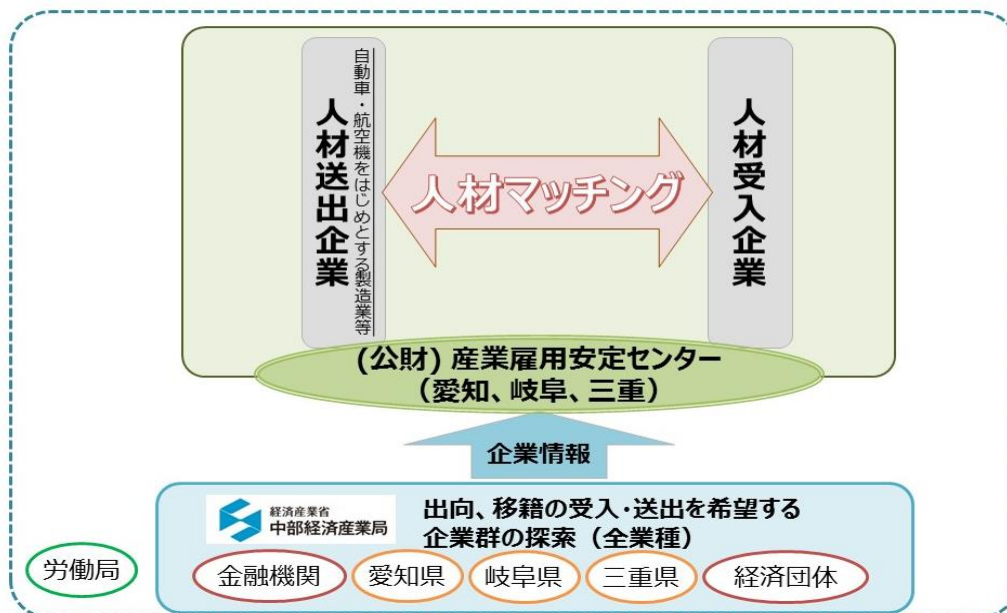 人材送出企業
自動車・航空機をはじめとする製造業等
人材マッチング
人材受入企業
(公財) 産業雇用安定センター
（愛知、岐阜、三重）
企業情報
経済産業省
中部経済産業局
出向、移籍の受入・送出を希望する
企業群の探索（全業種）
労働局
金融機関
愛知県
岐阜県
三重県
経済団体